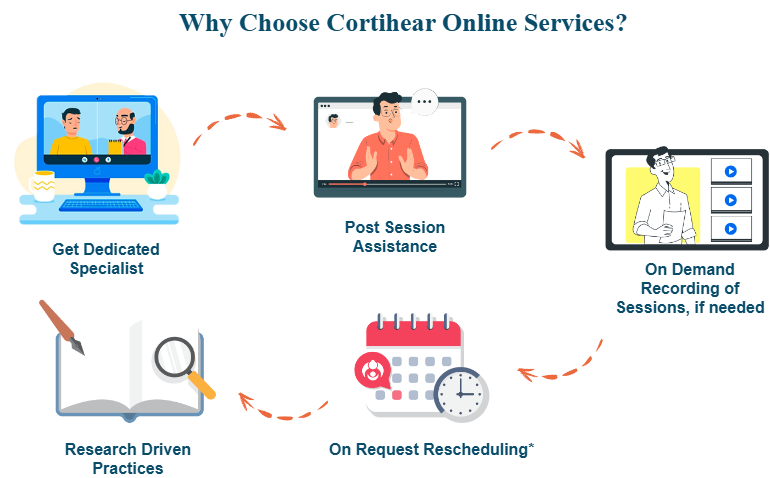 Why Choose Cortihear Online Services?
Get Dedicated
Specialist
Post Session
Assistance
On Demand
Recording of
Sessions, if needed
On Request Rescheduling*
Research Driven
Practices